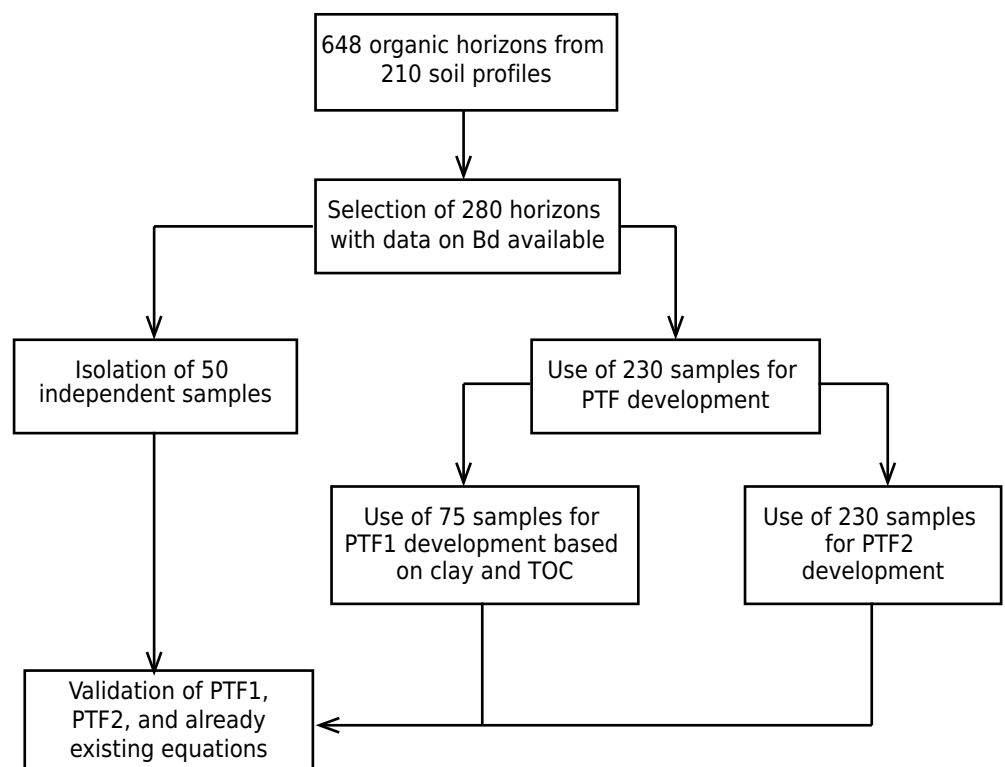 648 organic horizons from
210 soil profiles
Selection of 280 horizons
with data on Bd available
Isolation of 50
independent samples
Use of 230 samples for
PTF development
Use of 75 samples for
PTF1 development based
on clay and TOC
Use of 230 samples
for PTF2
development
Validation of PTF1,
PTF2, and already
existing equations